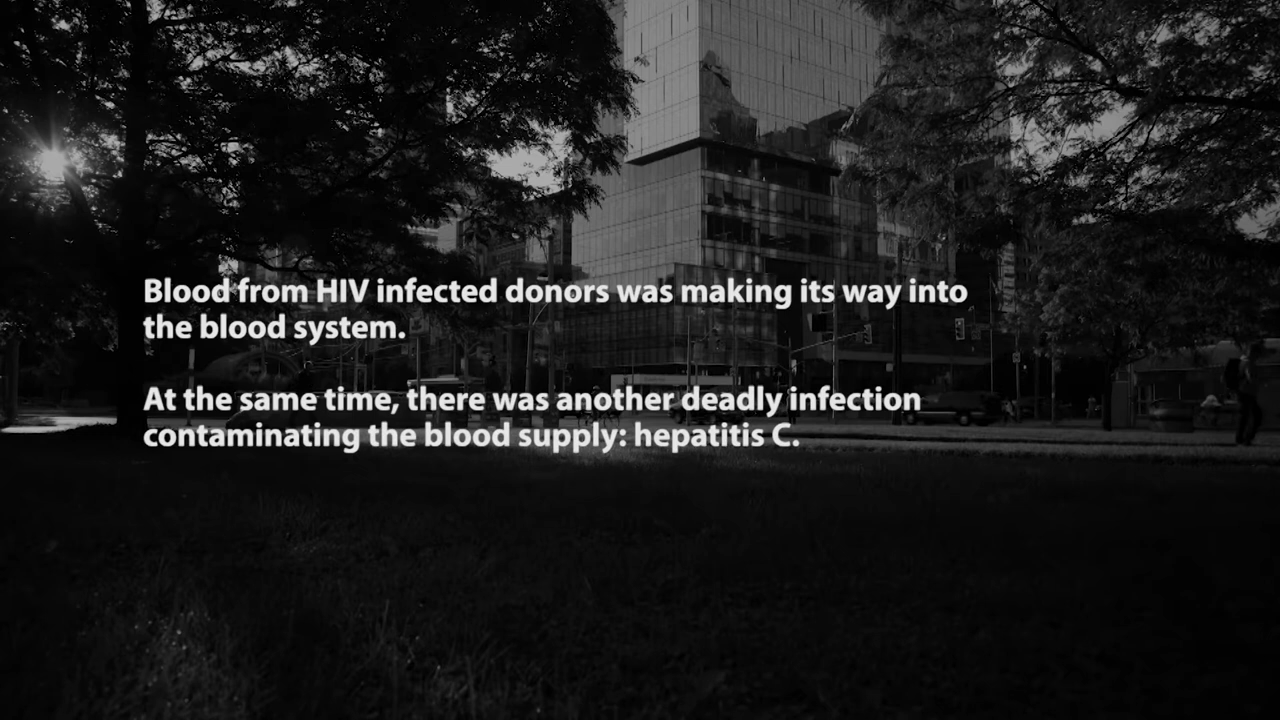 Blood from HIV infected donors was making its way into
the blood system.
At the same time, there was another deadly infection
contaminating the blood supply: hepatitis C.